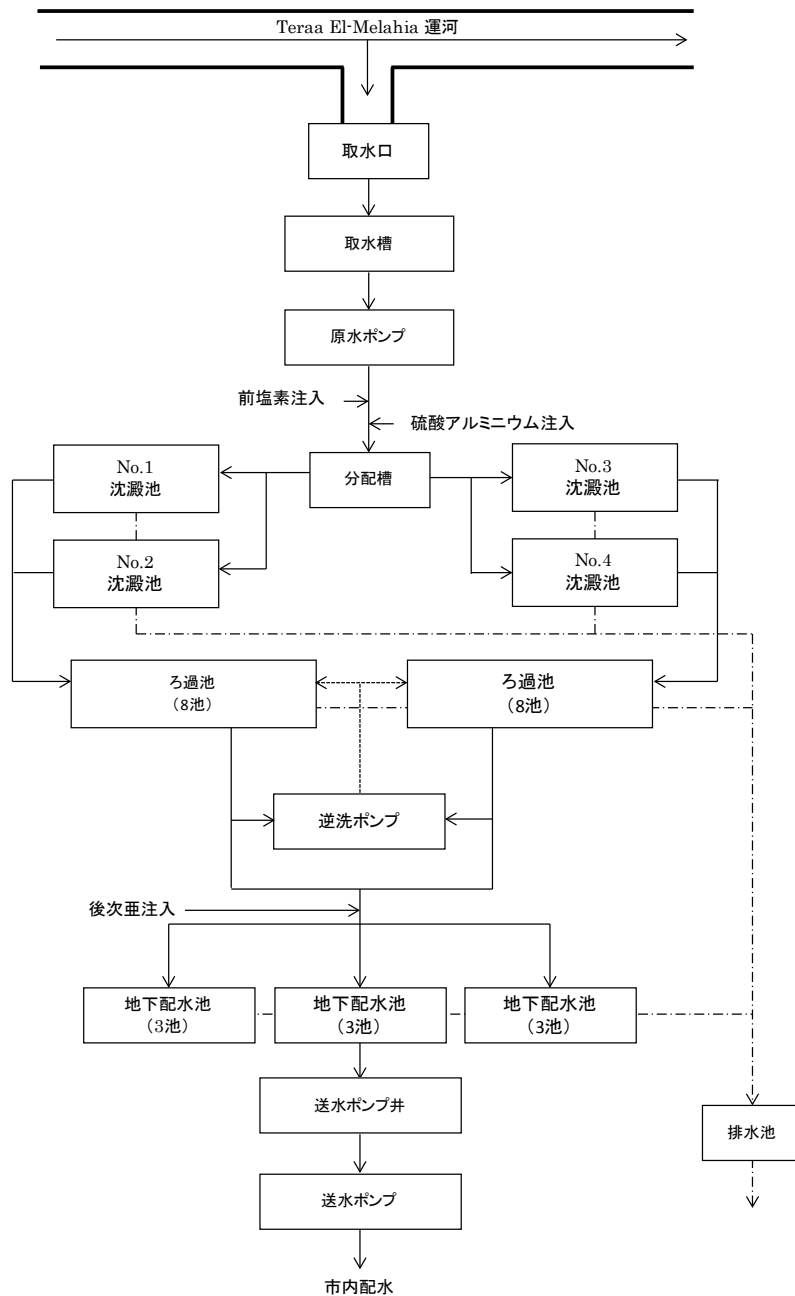 Teraa El-Melahia 運河
取水口
取水槽
原水ポンプ
前塩素注入
硫酸アルミニウム注入
No.1
沈澱池
分配槽
No.3
沈澱池
No.2
沈澱池
No.4
沈澱池
ろ過池
（8池）
ろ過池
（8池）
逆洗ポンプ
後次亜注入
地下配水池
（3池）
地下配水池
（3池）
地下配水池
（3池）
送水ポンプ井
排水池
送水ポンプ
市内配水